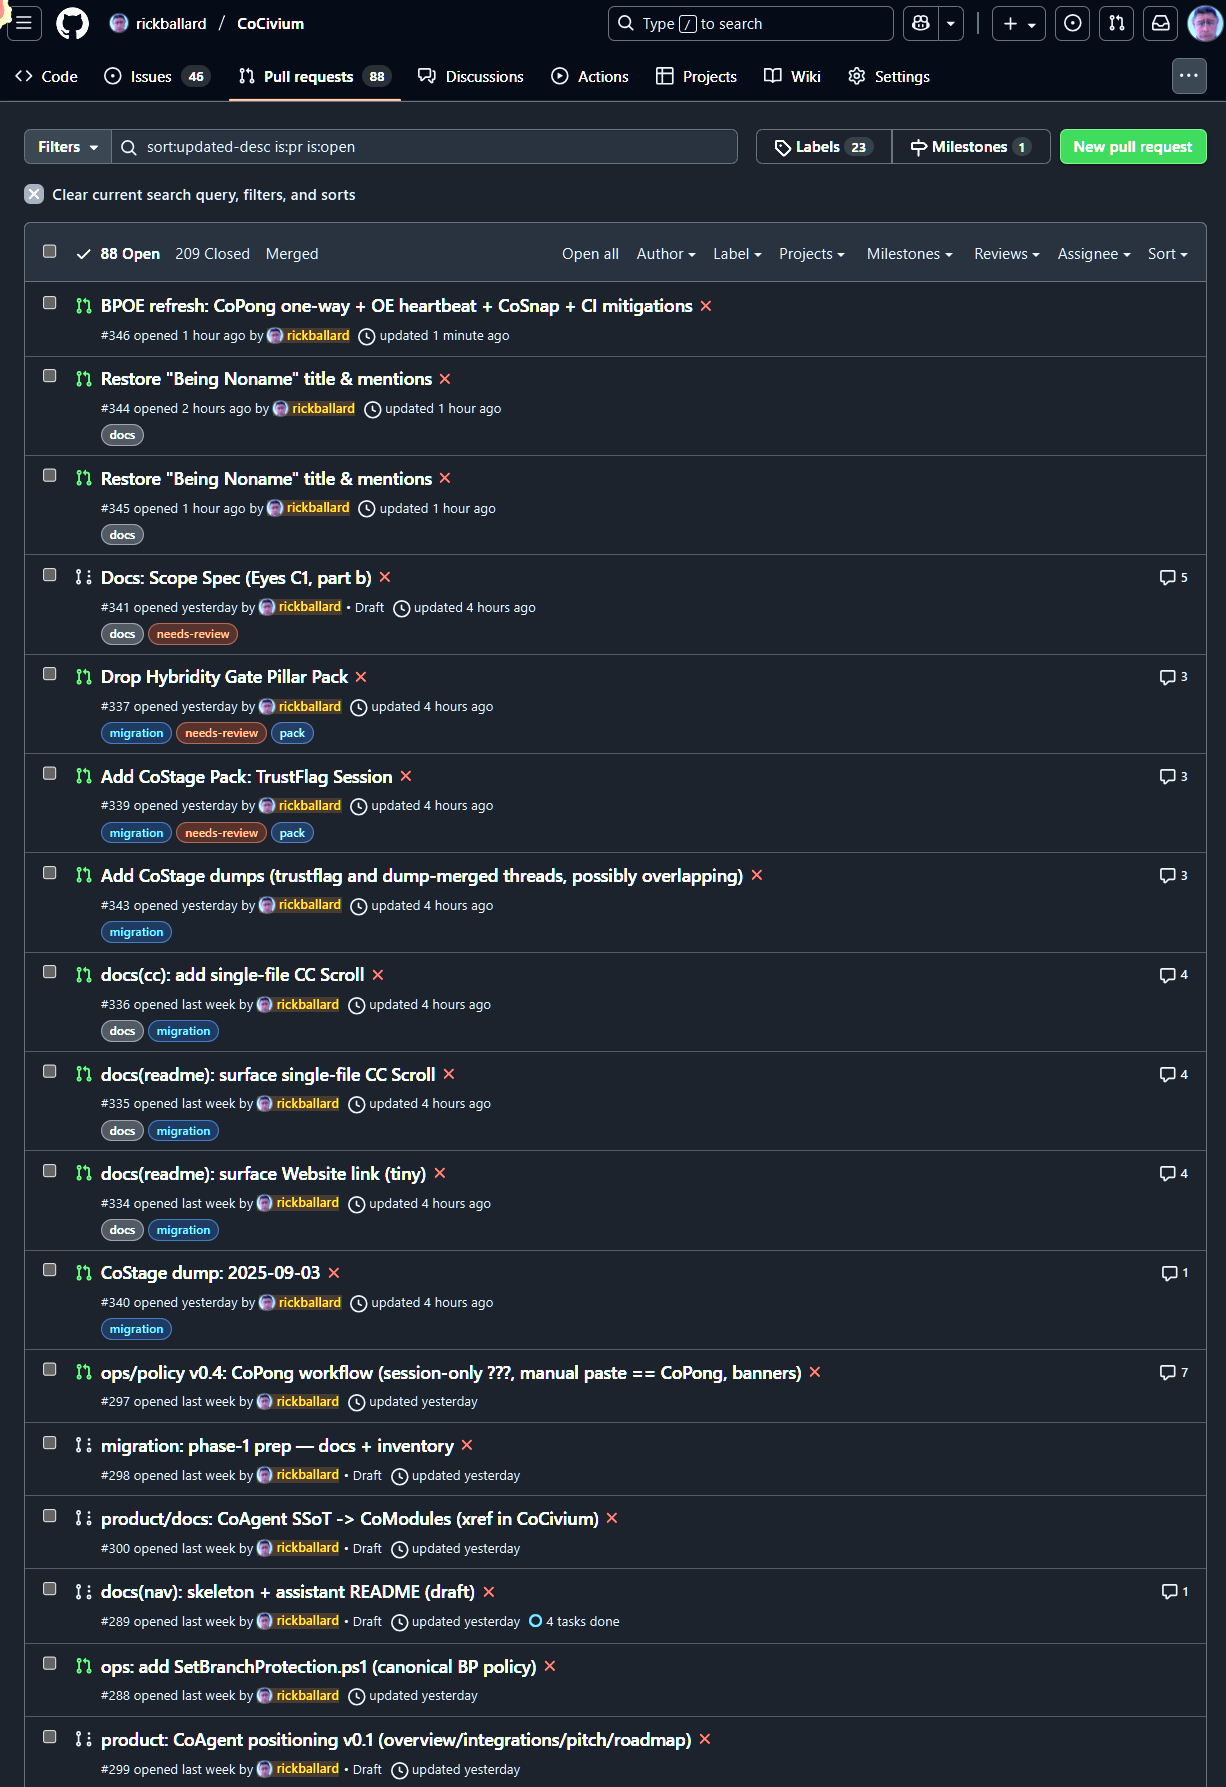 rickballard / CoCivium
Type / to search
Code Issues 46 Pull requests 88 Discussions Actions Projects Wiki Settings
Filters sort:updated-desc is:pr is:open Labels 23 Milestones 1 New pull request
Clear current search query, filters, and sorts
88 Open 209 Closed Merged Open all Author Label Projects Milestones Reviews Assignee Sort
BPOE refresh: CoPong one-way + OE heartbeat + CoSnap + CI mitigations
#346 opened 1 hour ago by rickballard updated 1 minute ago
Restore "Being Noname" title & mentions
#344 opened 2 hours ago by rickballard updated 1 hour ago
docs
Restore "Being Noname" title & mentions
#345 opened 1 hour ago by rickballard updated 1 hour ago
docs
Docs: Scope Spec (Eyes C1, part b) 5
#341 opened yesterday by rickballard • Draft updated 4 hours ago
docs needs-review
Drop Hybridity Gate Pillar Pack 3
#337 opened yesterday by rickballard updated 4 hours ago
migration needs-review pack
Add CoStage Pack: TrustFlag Session 3
#339 opened yesterday by rickballard updated 4 hours ago
migration needs-review pack
Add CoStage dumps (trustflag and dump-merged threads, possibly overlapping) 3
#343 opened yesterday by rickballard updated 4 hours ago
migration
docs(cc): add single-file CC Scroll 4
#336 opened last week by rickballard updated 4 hours ago
docs migration
docs(readme): surface single-file CC Scroll 4
#335 opened last week by rickballard updated 4 hours ago
docs migration
docs(readme): surface Website link (tiny) 4
#334 opened last week by rickballard updated 4 hours ago
docs migration
CoStage dump: 2025-09-03 1
#340 opened yesterday by rickballard updated 4 hours ago
migration
ops/policy v0.4: CoPong workflow (session-only ???, manual paste == CoPong, banners) 7
#297 opened last week by rickballard updated yesterday
migration: phase-1 prep — docs + inventory
#298 opened last week by rickballard • Draft updated yesterday
product/docs: CoAgent SSoT -> CoModules (xref in CoCivium)
#300 opened last week by rickballard • Draft updated yesterday
docs(nav): skeleton + assistant README (draft) 1
#289 opened last week by rickballard • Draft updated yesterday 4 tasks done
ops: add SetBranchProtection.ps1 (canonical BP policy)
#288 opened last week by rickballard updated yesterday
product: CoAgent positioning v0.1 (overview/integrations/pitch/roadmap)
#299 opened last week by rickballard • Draft updated yesterday